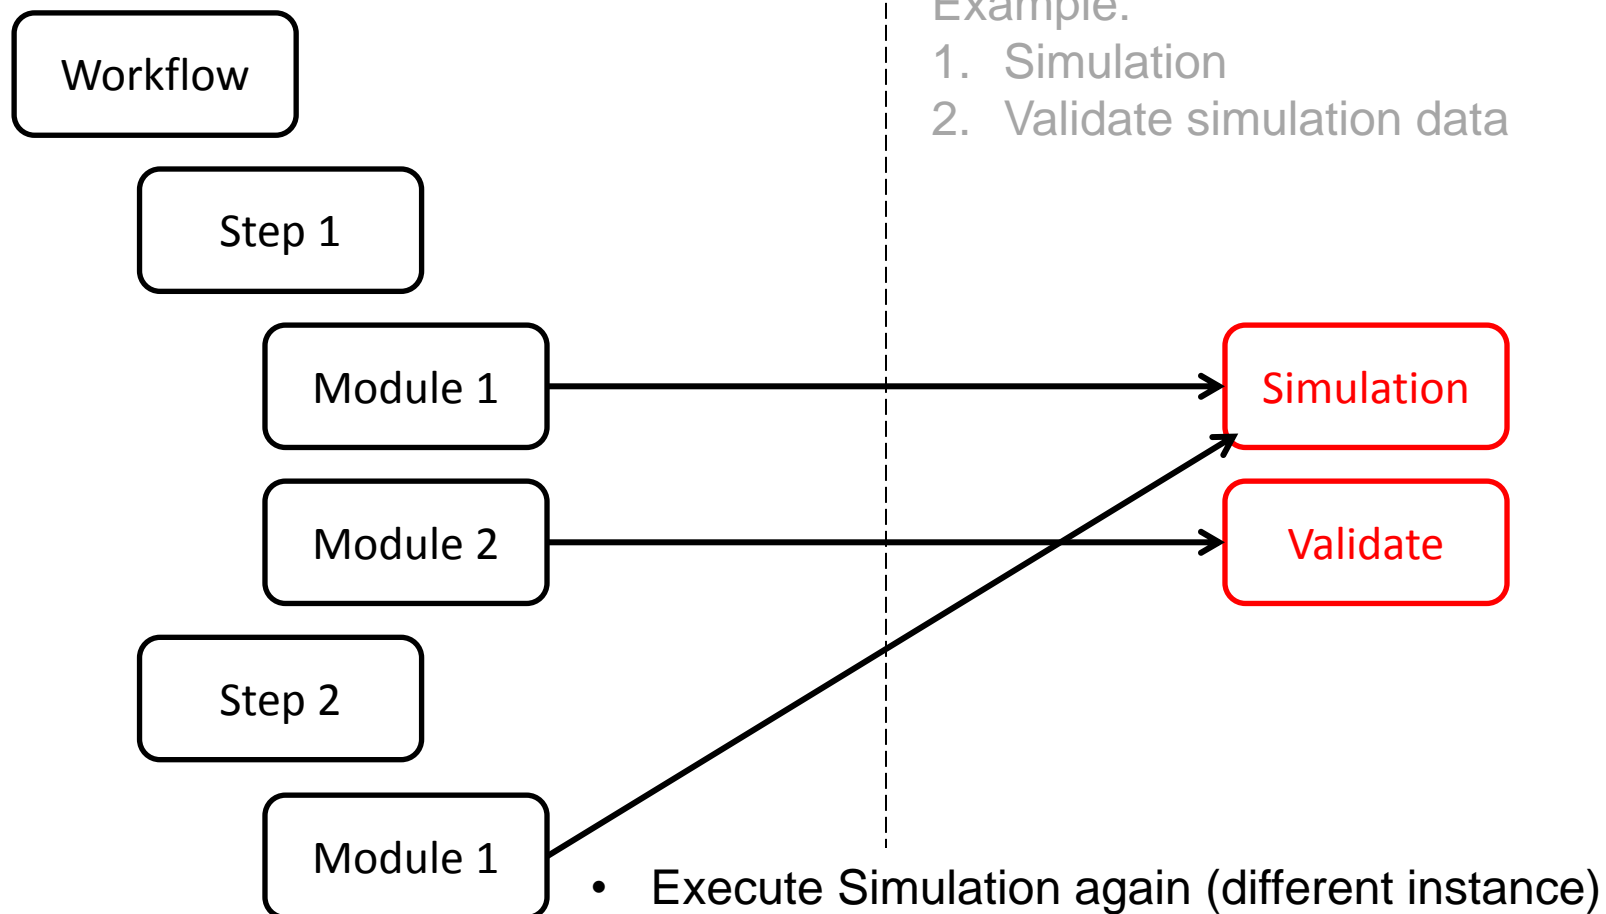 Workflow
Example:
1. Simulation
2. Validate simulation data
Step 1
Module 1
Simulation
Module 2
Validate
Step 2
Module 1
• Execute Simulation again (different instance)